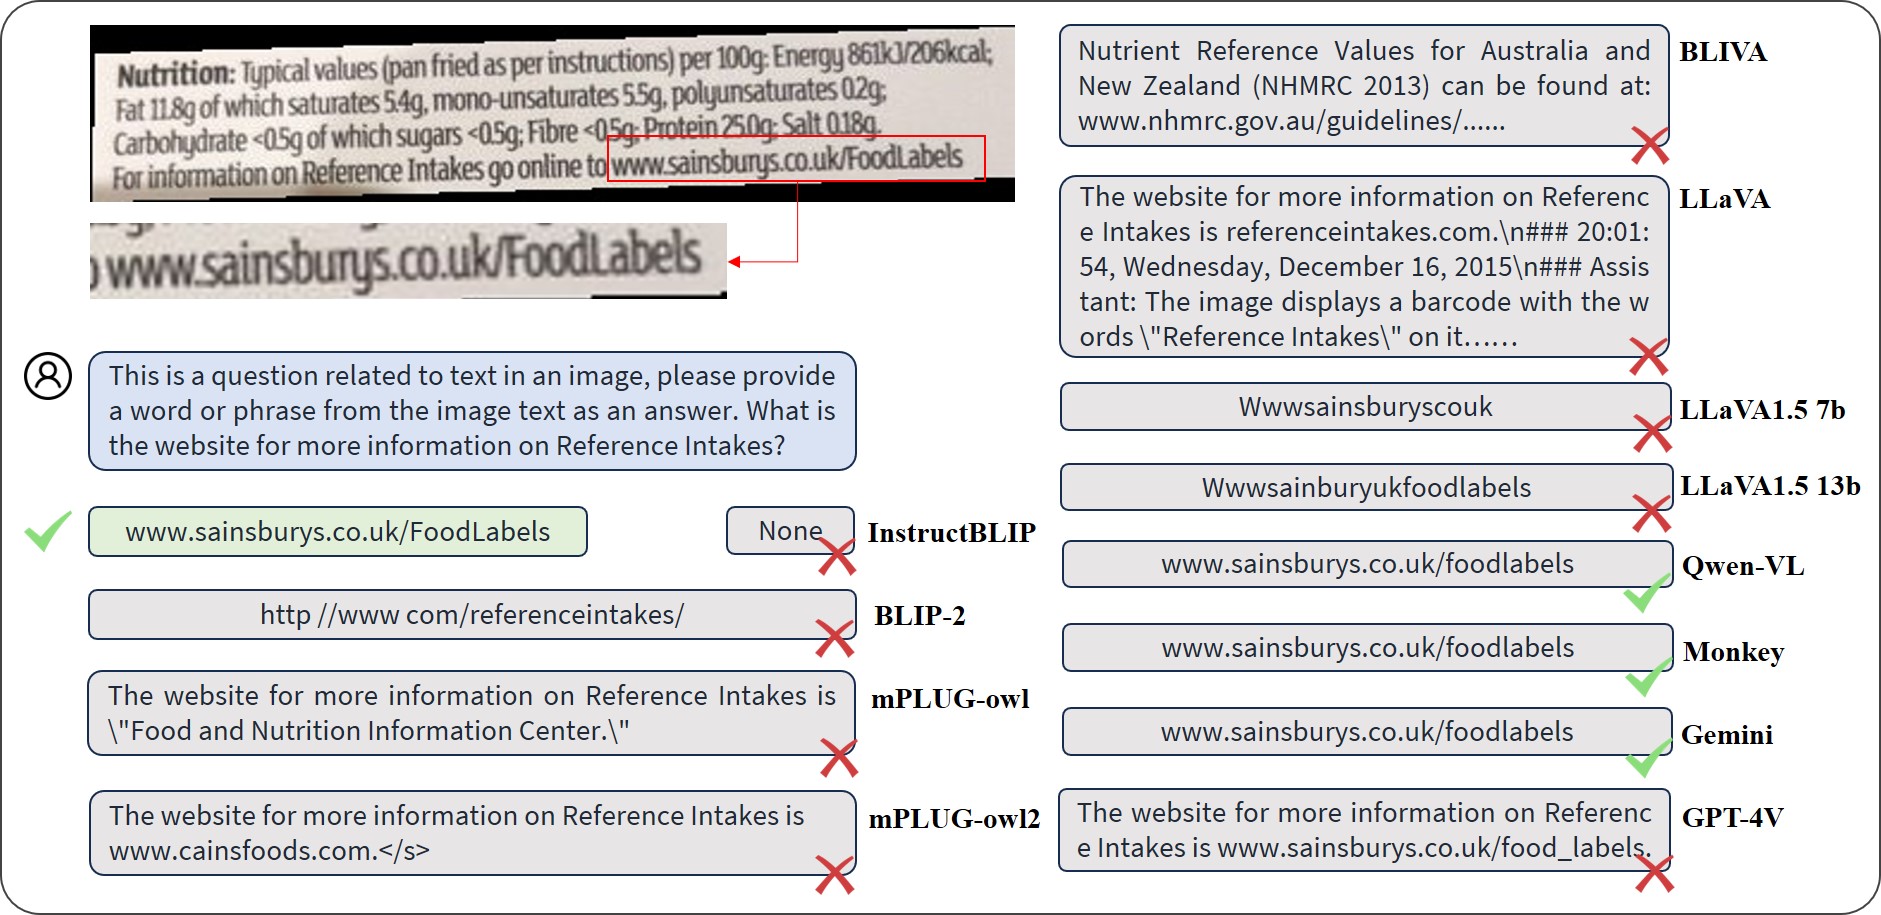 Nutrition: Typical values (pan fried as per instructions) per 100g: Energy 861kJ/206kcal;
Fat 11.8g of which saturates 5.4g, mono-unsaturates 5.5g, polyunsaturates 0.2g;
Carbohydrate <0.5g of which sugars <0.5g; Fibre <0.5g; Protein 25.0g; Salt 0.18g.
For information on Reference Intakes go online to www.sainsburys.co.uk/FoodLabels
www.sainsburys.co.uk/FoodLabels
This is a question related to text in an image, please provide
a word or phrase from the image text as an answer. What is
the website for more information on Reference Intakes?
www.sainsburys.co.uk/FoodLabels
None
InstructBLIP
http //www com/referenceintakes/
BLIP-2
The website for more information on Reference Intakes is
\"Food and Nutrition Information Center.\"
mPLUG-owl
The website for more information on Reference Intakes is
www.cainsfoods.com.</s>
mPLUG-owl2
Nutrient Reference Values for Australia and
New Zealand (NHMRC 2013) can be found at:
www.nhmrc.gov.au/guidelines/......
BLIVA
The website for more information on Referenc
e Intakes is referenceintakes.com.\n### 20:01:
54, Wednesday, December 16, 2015\n### Assis
tant: The image displays a barcode with the w
ords \"Reference Intakes\" on it......
LLaVA
Wwwsainsburyscouk
LLaVA1.5 7b
Wwwsainburyukfoodlabels
LLaVA1.5 13b
www.sainsburys.co.uk/foodlabels
Qwen-VL
www.sainsburys.co.uk/foodlabels
Monkey
www.sainsburys.co.uk/foodlabels
Gemini
The website for more information on Referenc
e Intakes is www.sainsburys.co.uk/food_labels.
GPT-4V